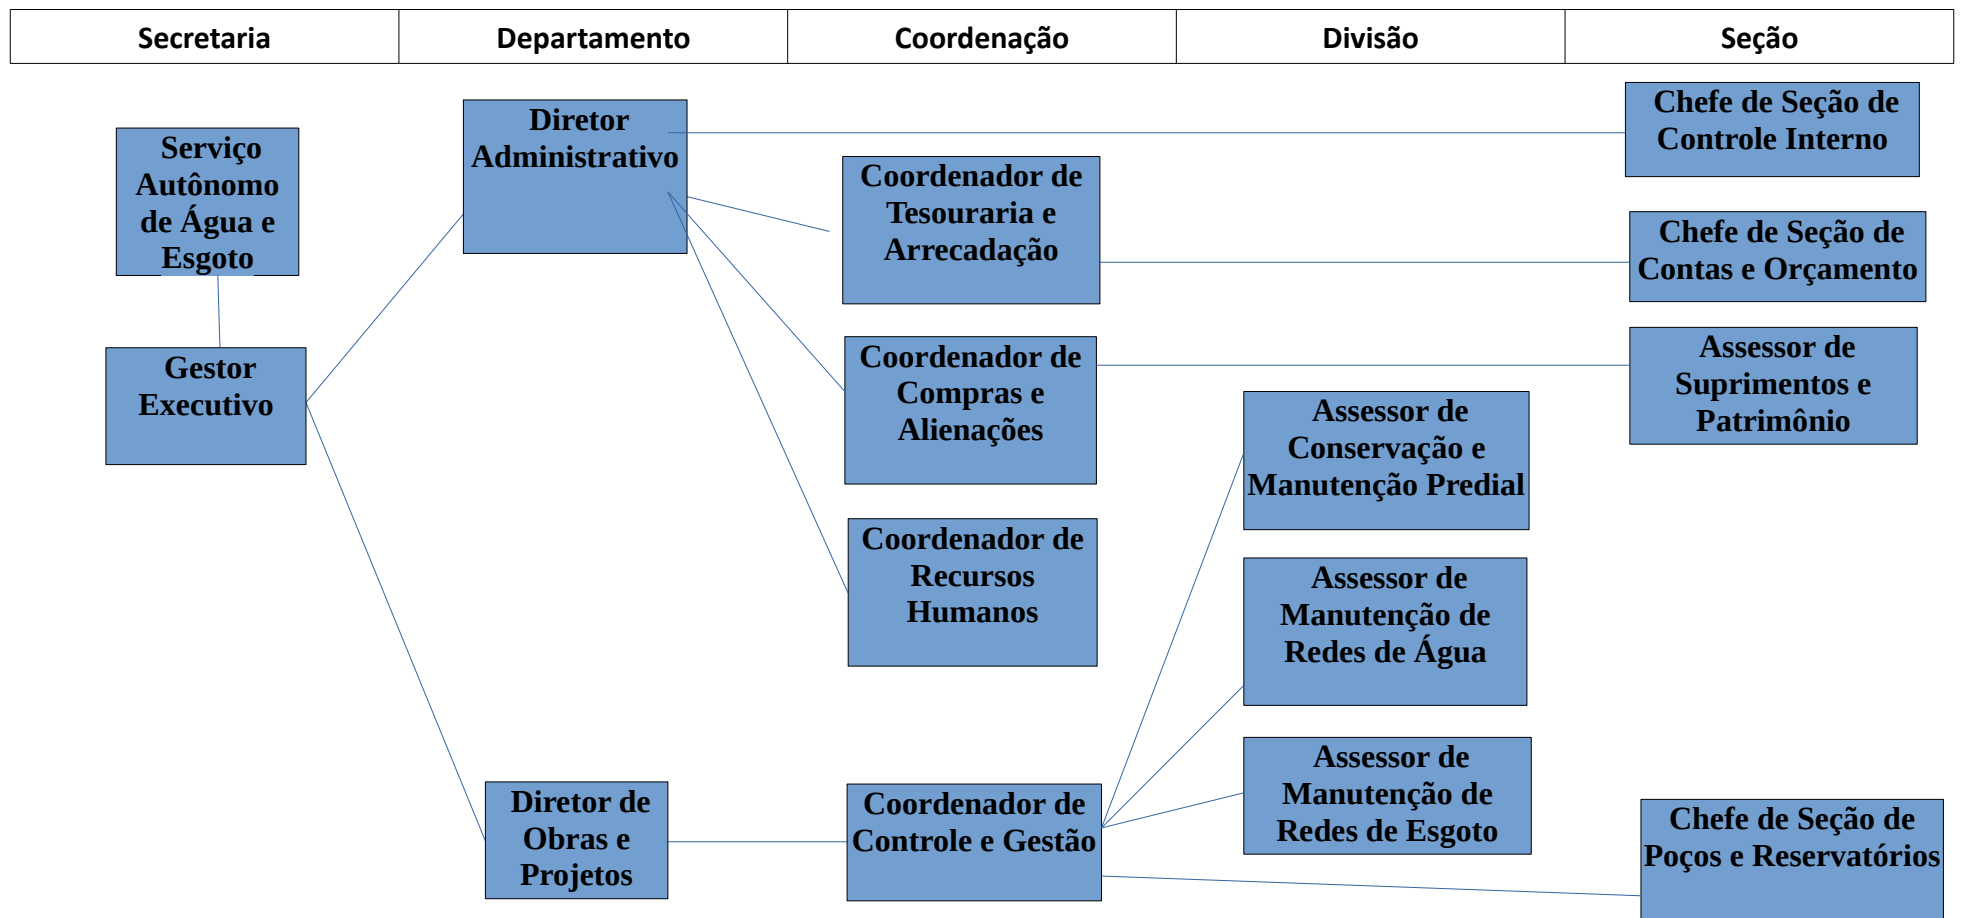 Secretaria
Departamento
Coordenação
Divisão
Seção
Serviço
Autônomo
de Água e
Esgoto
Gestor
Executivo
Diretor
Administrativo
Diretor de
Obras e
Projetos
Coordenador de
Tesouraria e
Arrecadação
Coordenador de
Compras e
Alienações
Coordenador de
Recursos
Humanos
Coordenador de
Controle e Gestão
Assessor de
Conservação e
Manutenção Predial
Assessor de
Manutenção de
Redes de Água
Assessor de
Manutenção de
Redes de Esgoto
Chefe de Seção de
Controle Interno
Chefe de Seção de
Contas e Orçamento
Assessor de
Suprimentos e
Patrimônio
Chefe de Seção de
Poços e Reservatórios